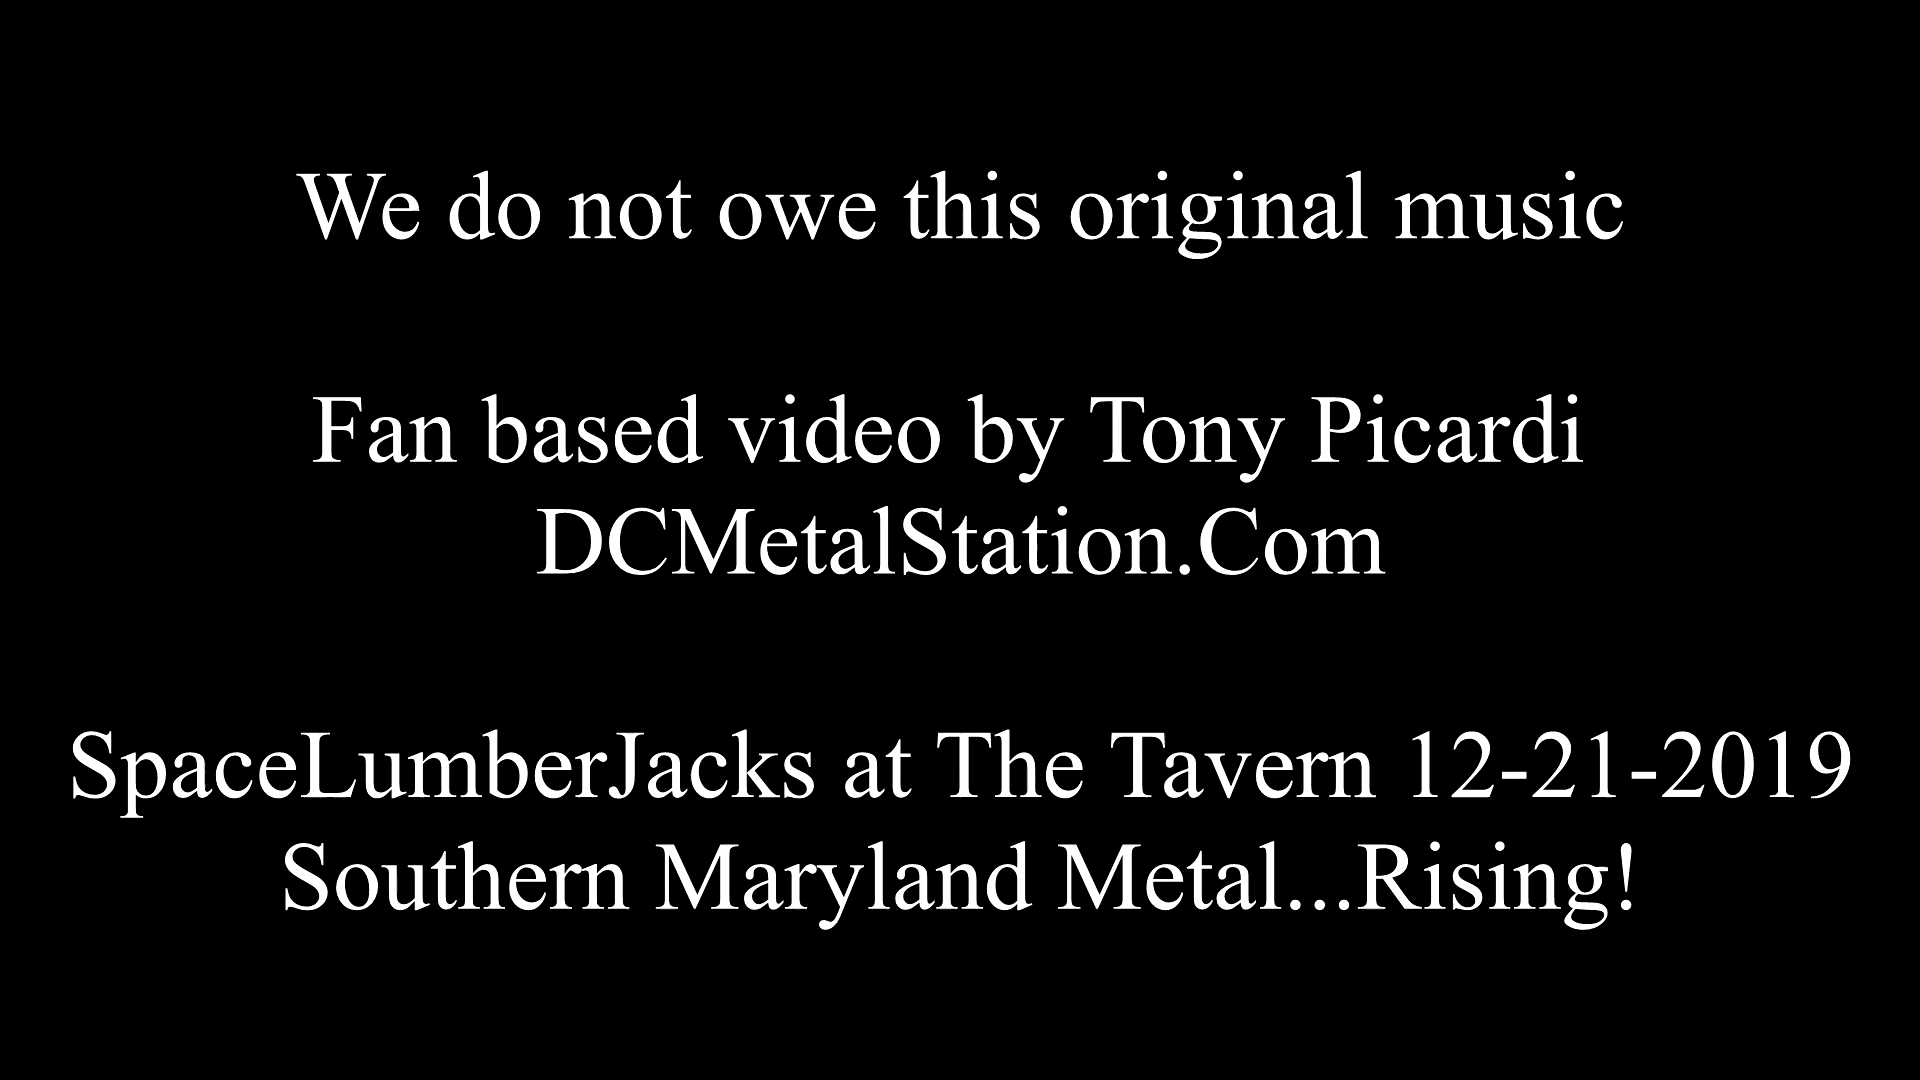 We do not owe this original music
Fan based video by Tony Picardi
DCMetalStation.Com
SpaceLumberJacks at The Tavern 12-21-2019
Southern Maryland Metal...Rising!